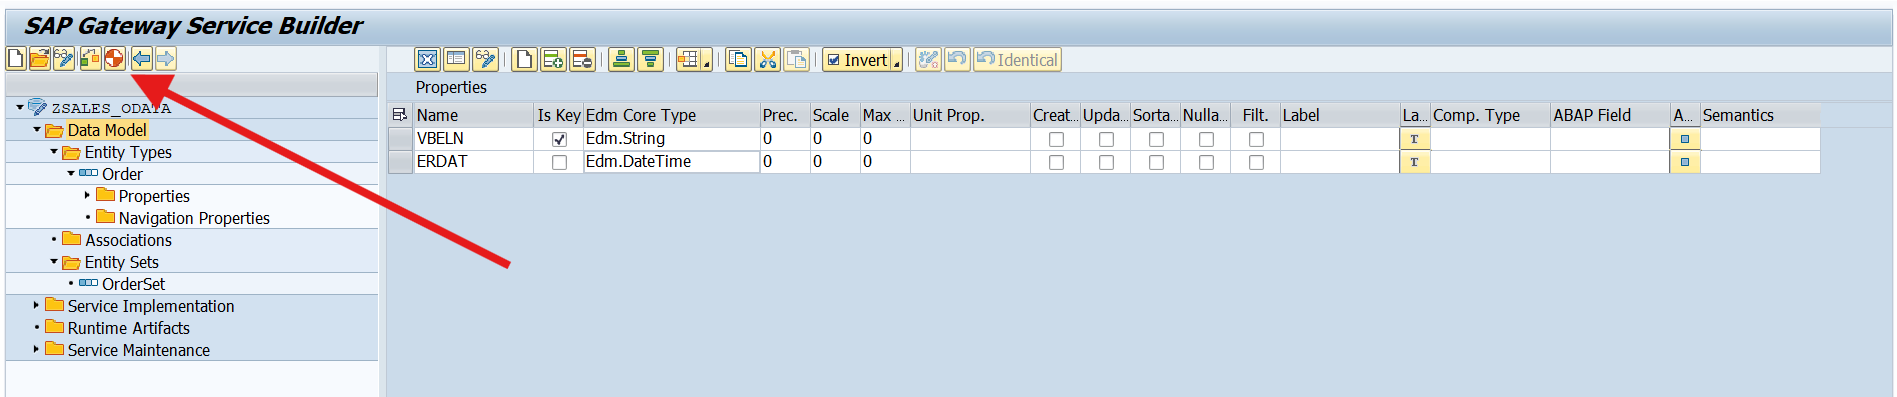 SAP Gateway Service Builder
Invert
Identical
Properties
ZSALES_ODATA
Data Model
Entity Types
Order
Properties
Navigation Properties
Associations
Entity Sets
OrderSet
Service Implementation
Runtime Artifacts
Service Maintenance
Name Is Key Edm Core Type Prec. Scale Max ... Unit Prop. Creat... Upda... Sorta... Nulla... Filt. Label La... Comp. Type ABAP Field A... Semantics
VBELN Edm.String 0 0 0 T
ERDAT Edm.DateTime 0 0 0 T